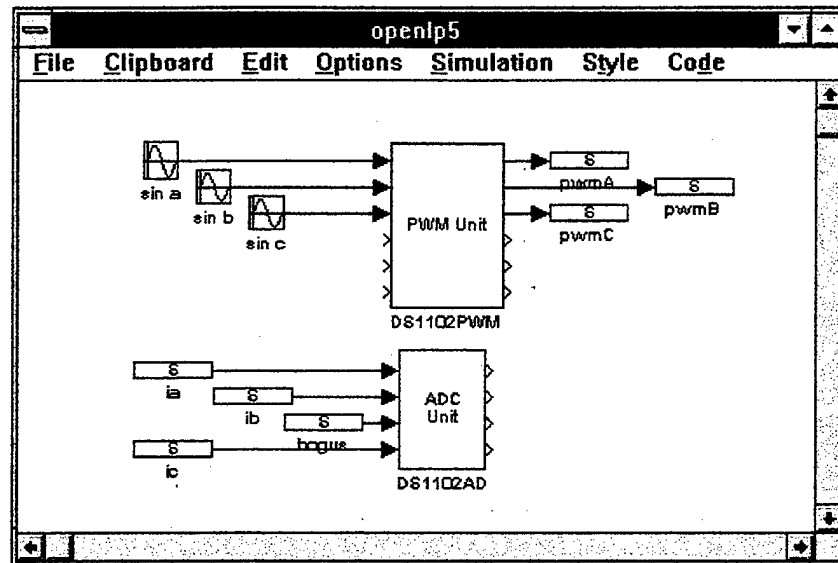 openlp5
File Clipboard Edit Options Simulation Style Code
sin a
sin b
sin c
PWM Unit
DS1102PWM
S
pwmA
S
pwmB
S
pwmC
S
ia
S
ib
S
bogus
S
ic
ADC
Unit
DS1102AD